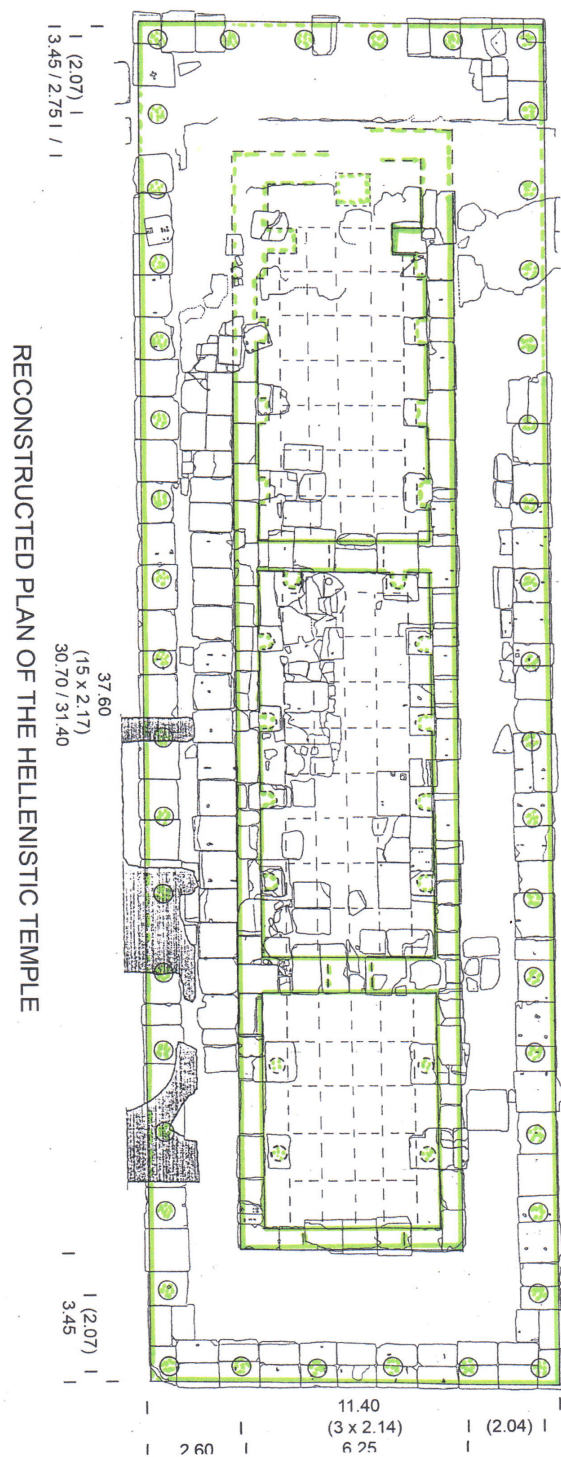 RECONSTRUCTED PLAN OF THE HELLENISTIC TEMPLE
I (2.07) I
I 3.45 / 2.75 I / I
37.60
(15 x 2.17)
30.70 / 31.40
I (2.07) I
3.45
11.40
(3 x 2.14) I (2.04) I
I 2.60 I 6.25